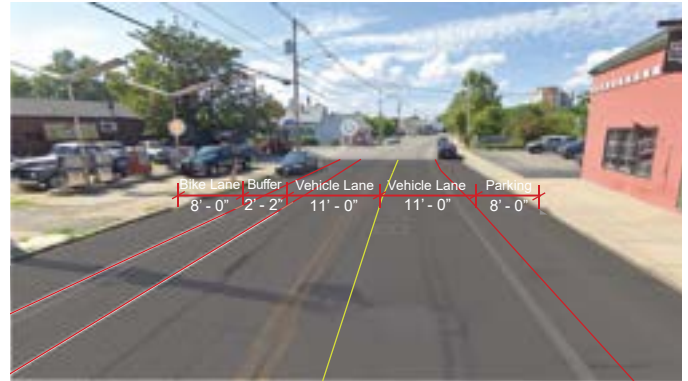 Bike Lane Buffer Vehicle Lane Vehicle Lane Parking
8' - 0" 2' - 2" 11' - 0" 11' - 0" 8' - 0"